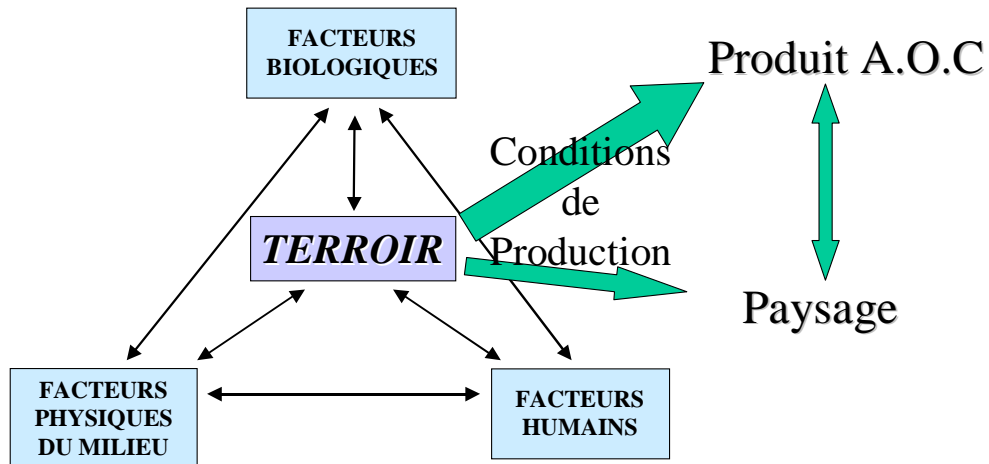 FACTEURS
BIOLOGIQUES
Produit A.O.C
Conditions
de
Production
TERROIR
Paysage
FACTEURS
PHYSIQUES
DU MILIEU
FACTEURS
HUMAINS